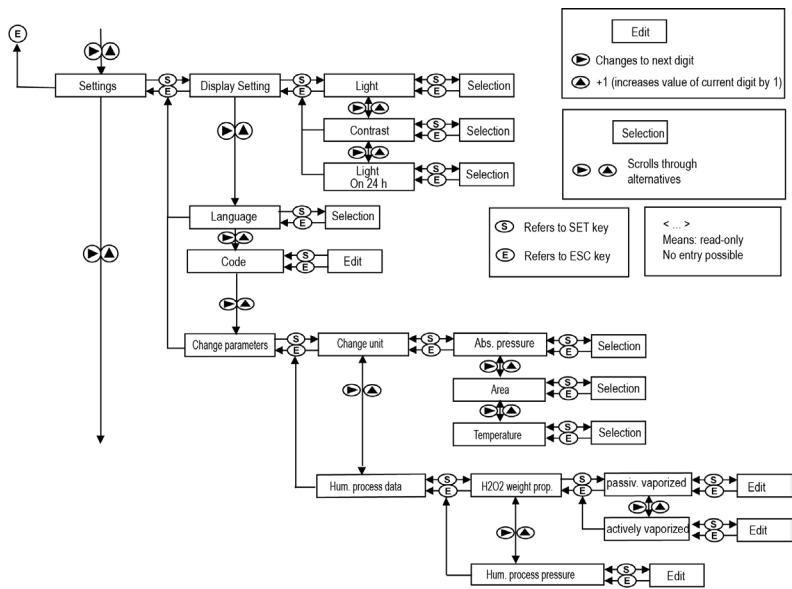 E
Edit
Changes to next digit
+1 (increases value of current digit by 1)
Settings
S
E
Display Setting
S
E
Light
S
E
Selection
Contrast
S
E
Selection
Light
On 24 h
S
E
Selection
Selection
Scrolls through
alternatives
Language
S
E
Selection
S Refers to SET key
E Refers to ESC key
< ... >
Means: read-only
No entry possible
Code
S
E
Edit
Change parameters
S
E
Change unit
S
E
Abs. pressure
S
E
Selection
Area
S
E
Selection
Temperature
S
E
Selection
Hum. process data
S
E
H2O2 weight prop.
S
E
passiv. vaporized
S
E
Edit
actively vaporized
S
E
Edit
Hum. process pressure
S
E
Edit